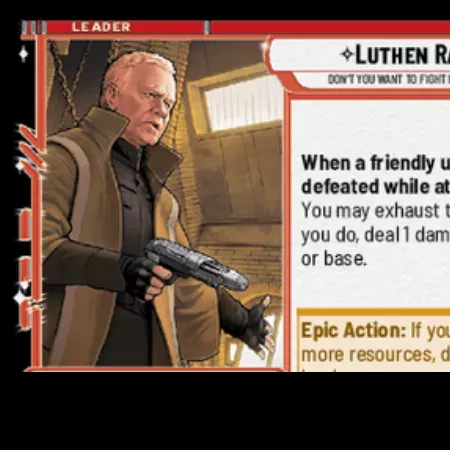 LEADER
LUTHEN RA
DON'T YOU WANT TO FIGHT
When a friendly u
defeated while at
You may exhaust t
you do, deal 1 dam
or base.
Epic Action: If you
more resources, d